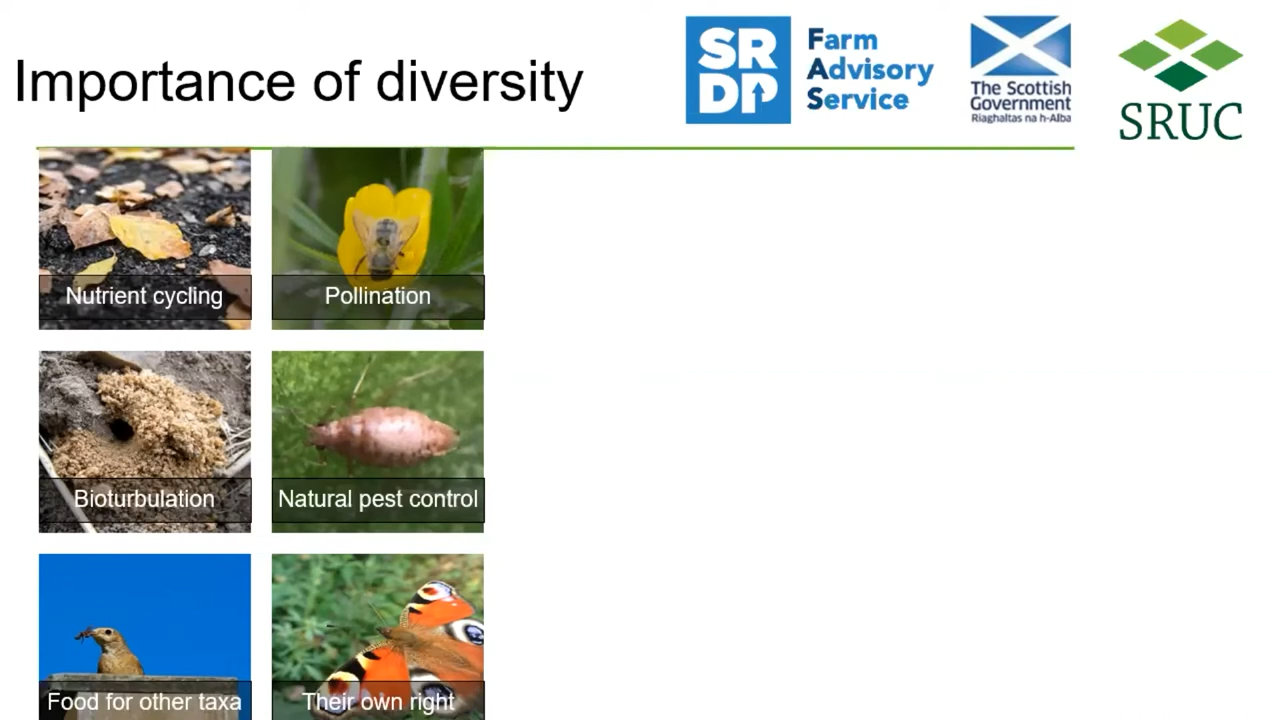 Importance of diversity
SR
DP
Farm
Advisory
Service
The Scottish
Government
Riaghaltas na h-Alba
SRUC
Nutrient cycling
Pollination
Bioturbulation
Natural pest control
Food for other taxa
Their own right